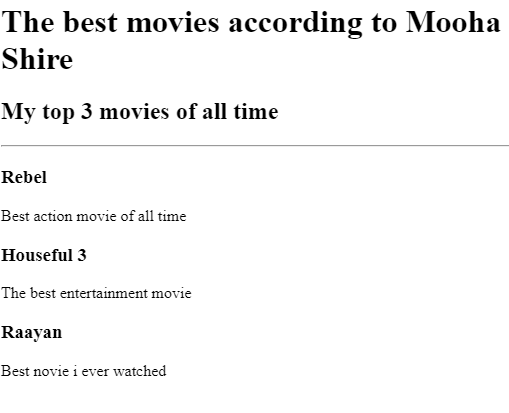 The best movies according to Mooha
Shire
My top 3 movies of all time
Rebel
Best action movie of all time
Houseful 3
The best entertainment movie
Raayan
Best novie i ever watched